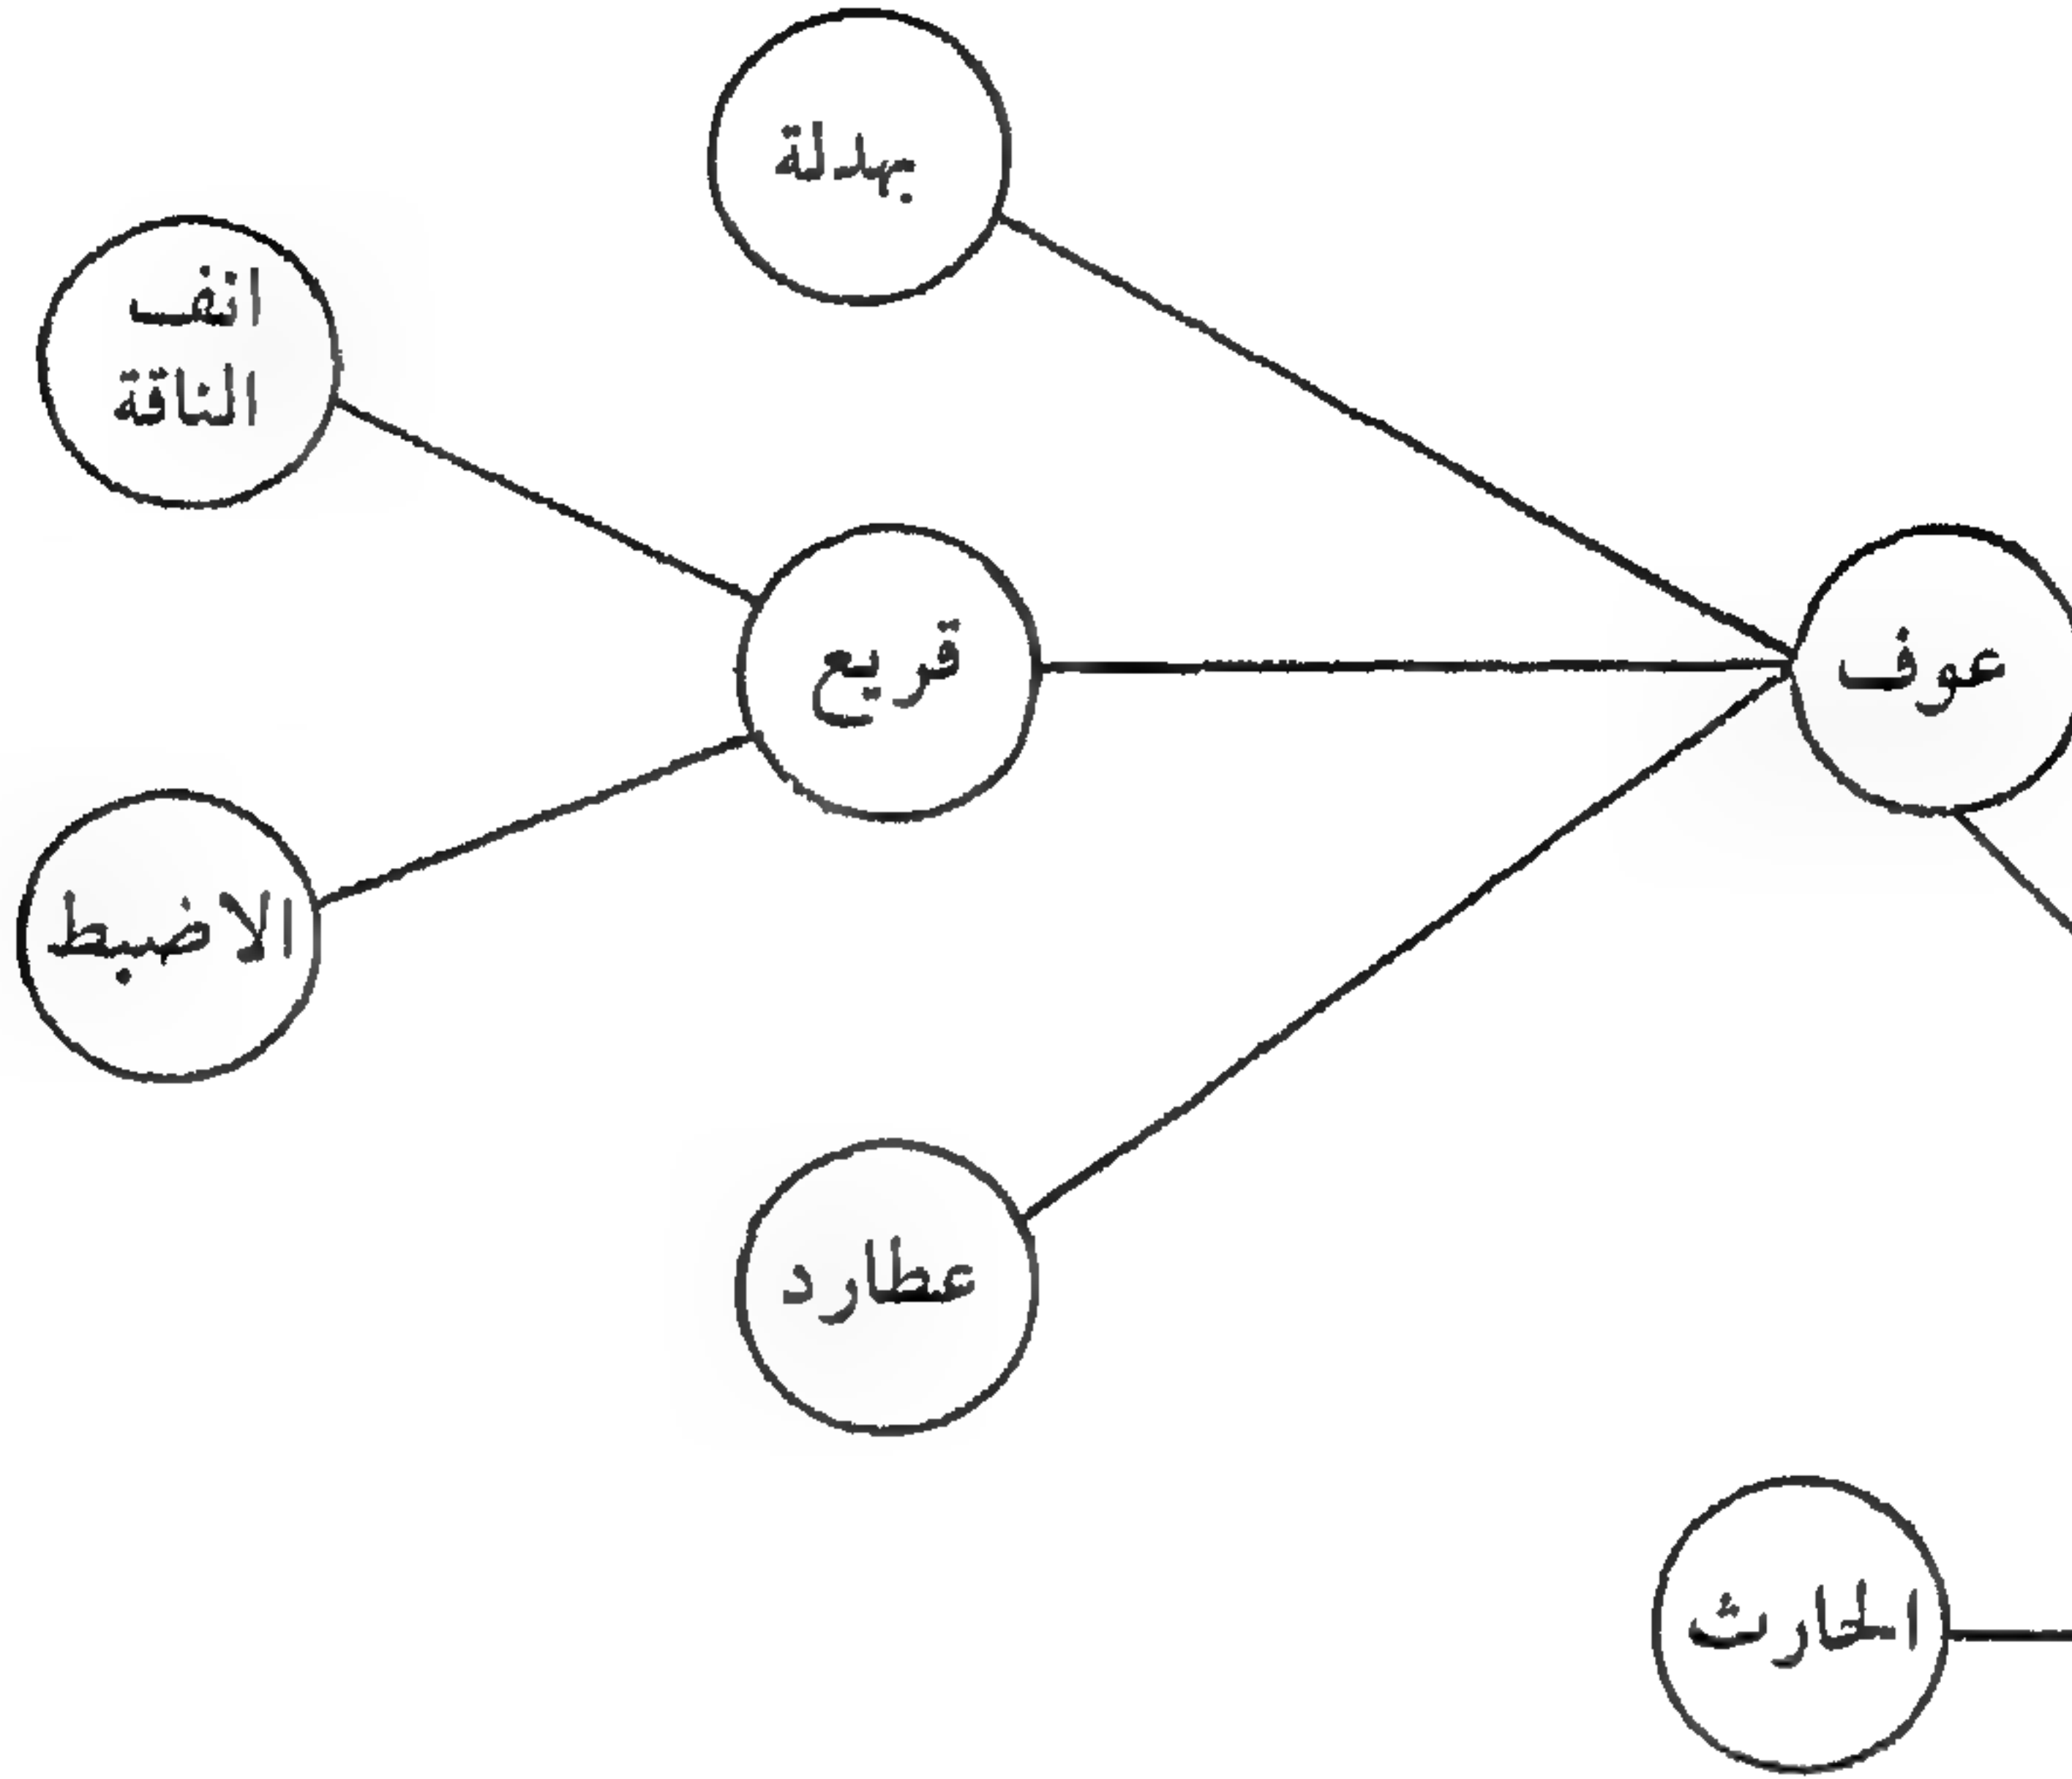 بهدلة
انف
الناقة
قريع
عوف
الاضبط
عطارد
الحارث